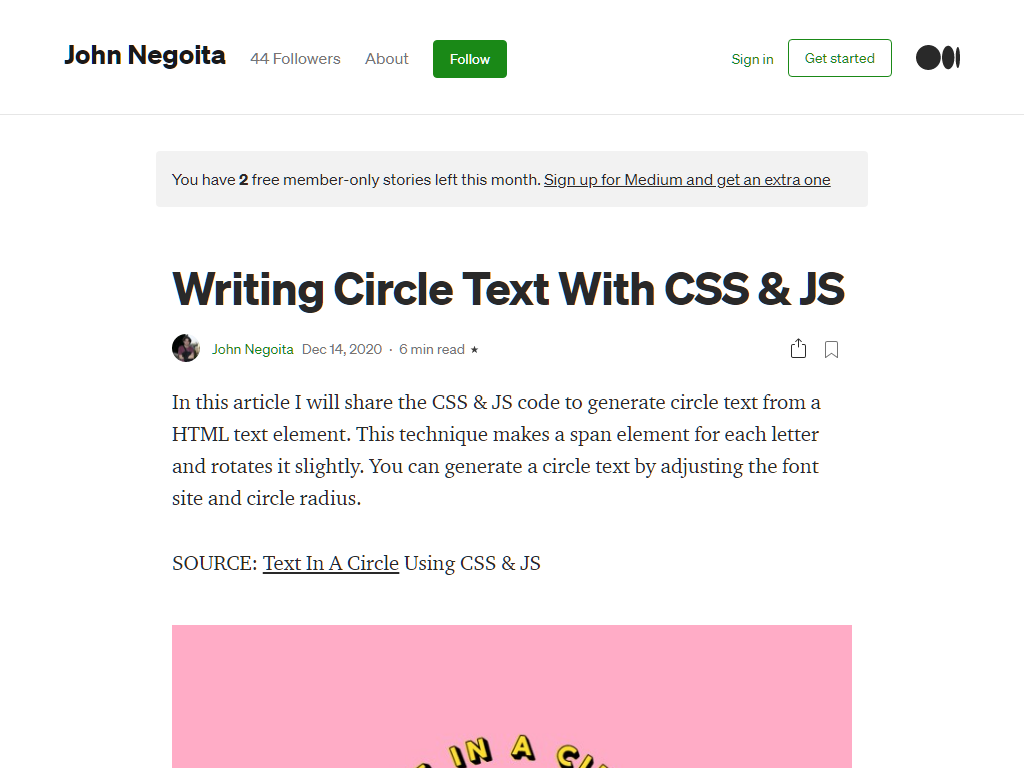 John Negoita 44 Followers About Follow Sign in Get started
You have 2 free member-only stories left this month. Sign up for Medium and get an extra one
Writing Circle Text With CSS & JS
John Negoita Dec 14, 2020 · 6 min read ★
In this article I will share the CSS & JS code to generate circle text from a
HTML text element. This technique makes a span element for each letter
and rotates it slightly. You can generate a circle text by adjusting the font
site and circle radius.
SOURCE: Text In A Circle Using CSS & JS
IN A